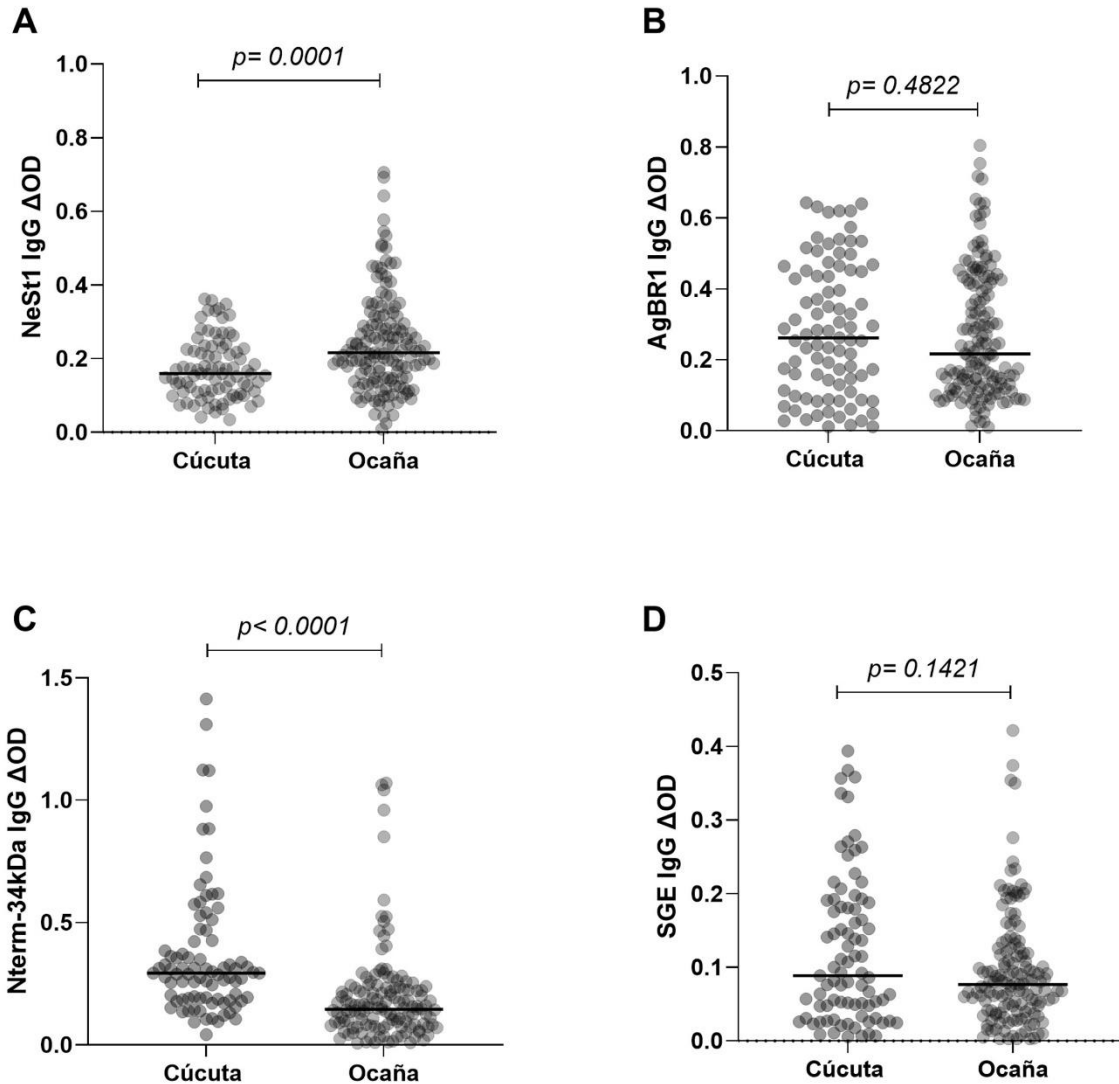 A
p= 0.0001
NeSt1 IgG ΔOD
1.0
0.8
0.6
0.4
0.2
0.0
Cúcuta
Ocaña
B
p= 0.4822
AgBR1 IgG ΔOD
1.0
0.8
0.6
0.4
0.2
0.0
Cúcuta
Ocaña
C
p< 0.0001
Nterm-34kDa IgG ΔOD
1.5
1.0
0.5
0.0
Cúcuta
Ocaña
D
p= 0.1421
SGE IgG ΔOD
0.5
0.4
0.3
0.2
0.1
0.0
Cúcuta
Ocaña